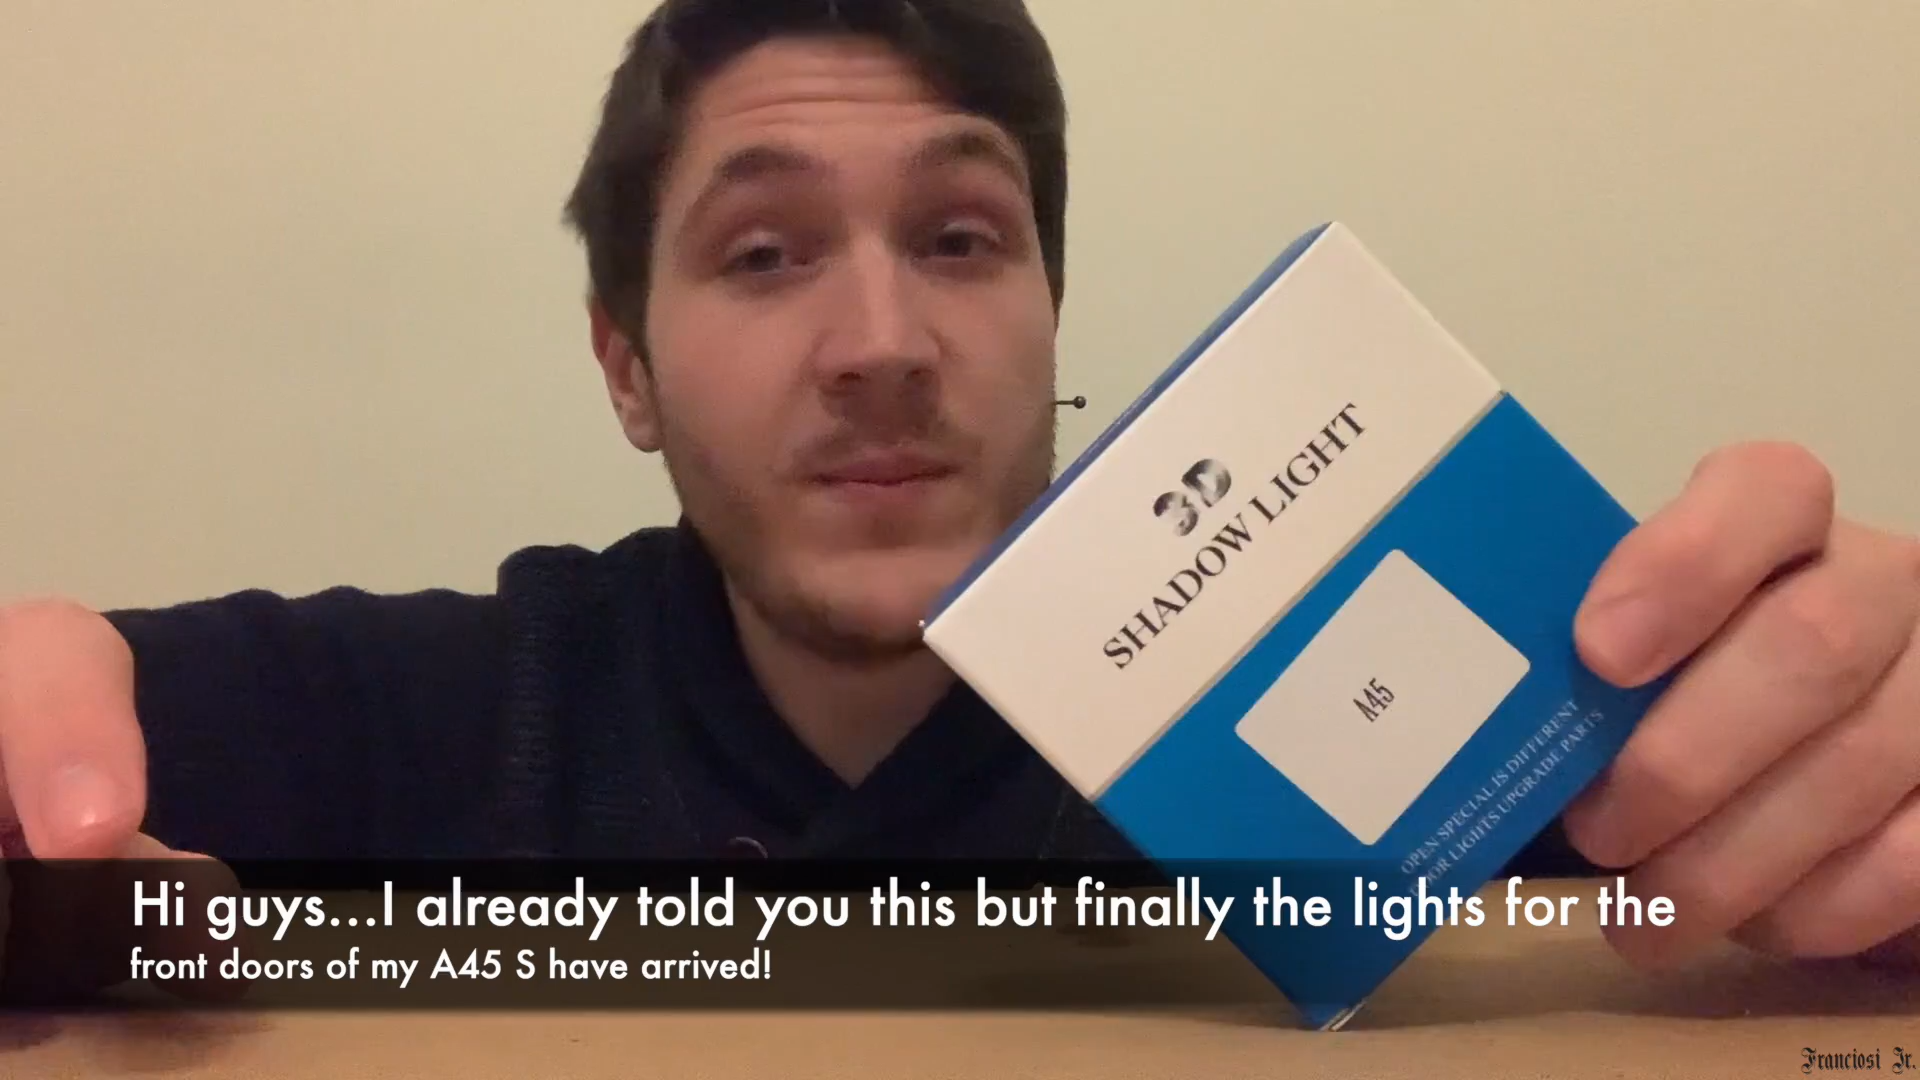 3D
SHADOW LIGHT
A45
OPEN SPECIAL IS DIFFERENT
DOOR LIGHTS UPGRADE PARTS
Hi guys...I already told you this but finally the lights for the
front doors of my A45 S have arrived!
Franciosi Jr.